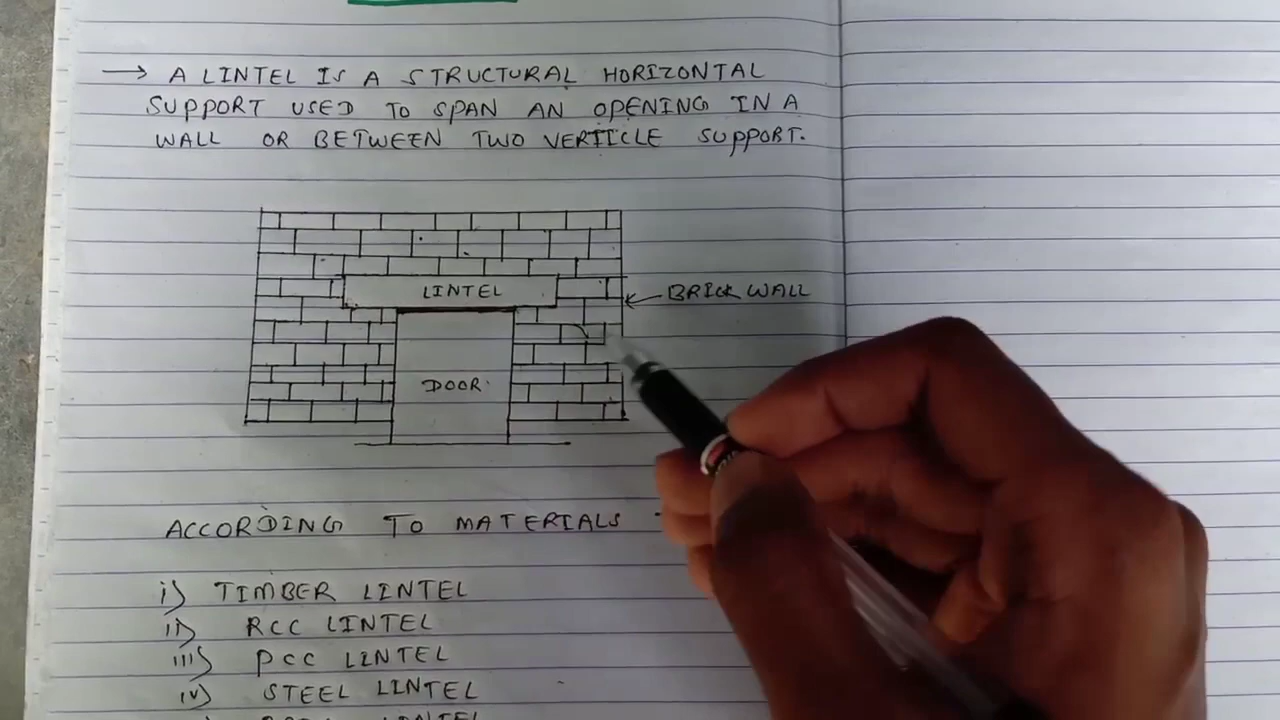 → A LINTEL IS A STRUCTURAL HORIZONTAL
SUPPORT USED TO SPAN AN OPENING IN A
WALL OR BETWEEN TWO VERTICLE SUPPORT.
LINTEL
BRICK WALL
DOOR
ACCORDING TO MATERIALS
i) TIMBER LINTEL
ii) RCC LINTEL
iii) PCC LINTEL
iv) STEEL LINTEL
LINTEL